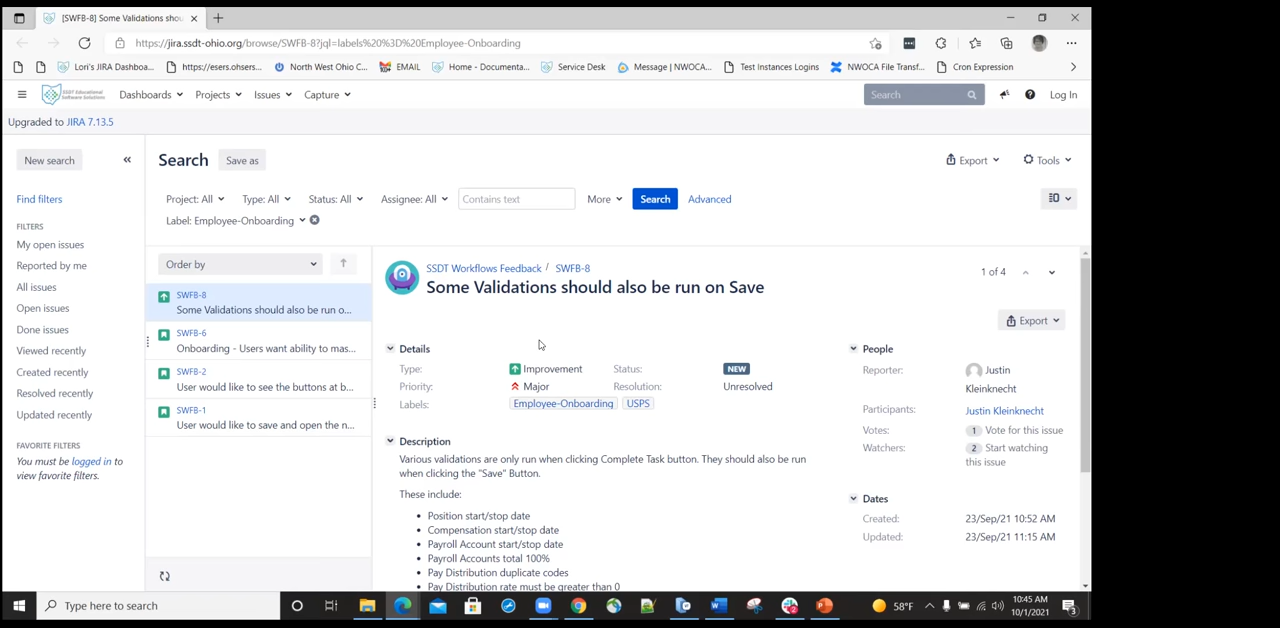 [SWFB-8] Some Validations shou
https://jira.ssdt-ohio.org/browse/SWFB-8?jql=labels%20%3D%20Employee-Onboarding
Lori's JIRA Dashboa... https://esers.ohsers... North West Ohio C... EMAIL Home - Documenta... Service Desk Message | NWOCA... Test Instances Logins NWOCA File Transf... Cron Expression
SSDT Educational Software Solutions Dashboards Projects Issues Capture Search Log In
Upgraded to JIRA 7.13.5
New search
Search Save as Export Tools
Find filters
Project: All Type: All Status: All Assignee: All Contains text More Search Advanced
Label: Employee-Onboarding
FILTERS
My open issues
Reported by me
All issues
Open issues
Done issues
Viewed recently
Created recently
Resolved recently
Updated recently
FAVORITE FILTERS
You must be logged in to
view favorite filters.
Order by
SWFB-8
Some Validations should also be run o...
SWFB-6
Onboarding - Users want ability to mas...
SWFB-2
User would like to see the buttons at b...
SWFB-1
User would like to save and open the n...
SSDT Workflows Feedback / SWFB-8
1 of 4
Some Validations should also be run on Save
Export
Details
Type: Improvement Status: NEW
Priority: Major Resolution: Unresolved
Labels: Employee-Onboarding USPS
Description
Various validations are only run when clicking Complete Task button. They should also be run
when clicking the "Save" Button.
These include:
• Position start/stop date
• Compensation start/stop date
• Payroll Account start/stop date
• Payroll Accounts total 100%
• Pay Distribution duplicate codes
• Pay Distribution rate must be greater than 0
People
Reporter: Justin
Kleinknecht
Participants: Justin Kleinknecht
Votes: 1 Vote for this issue
Watchers: 2 Start watching
this issue
Dates
Created: 23/Sep/21 10:52 AM
Updated: 23/Sep/21 11:15 AM
Type here to search
58°F
10:45 AM
10/1/2021
3